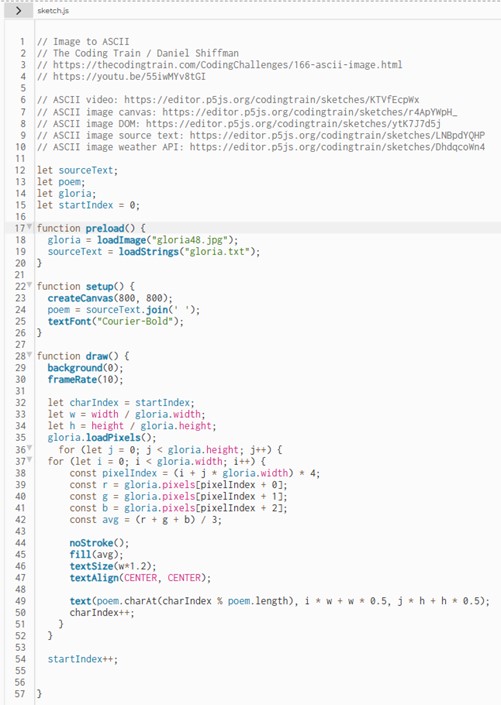 sketch.js
1 // Image to ASCII
2 // The Coding Train / Daniel Shiffman
3 // https://thecodingtrain.com/CodingChallenges/166-ascii-image.html
4 // https://youtu.be/55iwMYv8tGI
5
6 // ASCII video: https://editor.p5js.org/codingtrain/sketches/KTVfEcpWx
7 // ASCII image canvas: https://editor.p5js.org/codingtrain/sketches/r4ApYWpH_
8 // ASCII image DOM: https://editor.p5js.org/codingtrain/sketches/ytK7J7d5j
9 // ASCII image source text: https://editor.p5js.org/codingtrain/sketches/LNBpdYQHP
10 // ASCII image weather API: https://editor.p5js.org/codingtrain/sketches/DhdqcoWn4
11
12 let sourceText;
13 let poem;
14 let gloria;
15 let startIndex = 0;
16
17 function preload() {
18   gloria = loadImage("gloria48.jpg");
19   sourceText = loadStrings("gloria.txt");
20 }
21
22 function setup() {
23   createCanvas(800, 800);
24   poem = sourceText.join(' ');
25   textFont("Courier-Bold");
26 }
27
28 function draw() {
29   background(0);
30   frameRate(10);
31
32   let charIndex = startIndex;
33   let w = width / gloria.width;
34   let h = height / gloria.height;
35   gloria.loadPixels();
36     for (let j = 0; j < gloria.height; j++) {
37   for (let i = 0; i < gloria.width; i++) {
38       const pixelIndex = (i + j * gloria.width) * 4;
39       const r = gloria.pixels[pixelIndex + 0];
40       const g = gloria.pixels[pixelIndex + 1];
41       const b = gloria.pixels[pixelIndex + 2];
42       const avg = (r + g + b) / 3;
43
44       noStroke();
45       fill(avg);
46       textSize(w*1.2);
47       textAlign(CENTER, CENTER);
48
49       text(poem.charAt(charIndex % poem.length), i * w + w * 0.5, j * h + h * 0.5);
50       charIndex++;
51     }
52   }
53
54   startIndex++;
55
56
57 }